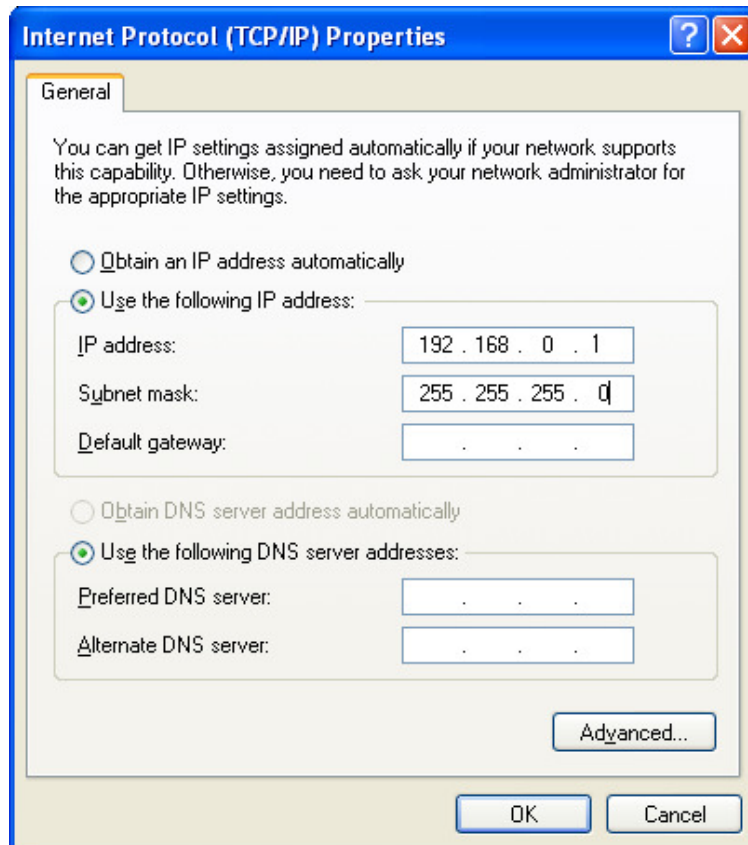 Internet Protocol (TCP/IP) Properties
General
You can get IP settings assigned automatically if your network supports
this capability. Otherwise, you need to ask your network administrator for
the appropriate IP settings.
Obtain an IP address automatically
Use the following IP address:
IP address: 192 . 168 . 0 . 1
Subnet mask: 255 . 255 . 255 . 0
Default gateway: . . .
Obtain DNS server address automatically
Use the following DNS server addresses:
Preferred DNS server: . . .
Alternate DNS server: . . .
Advanced...
OK Cancel